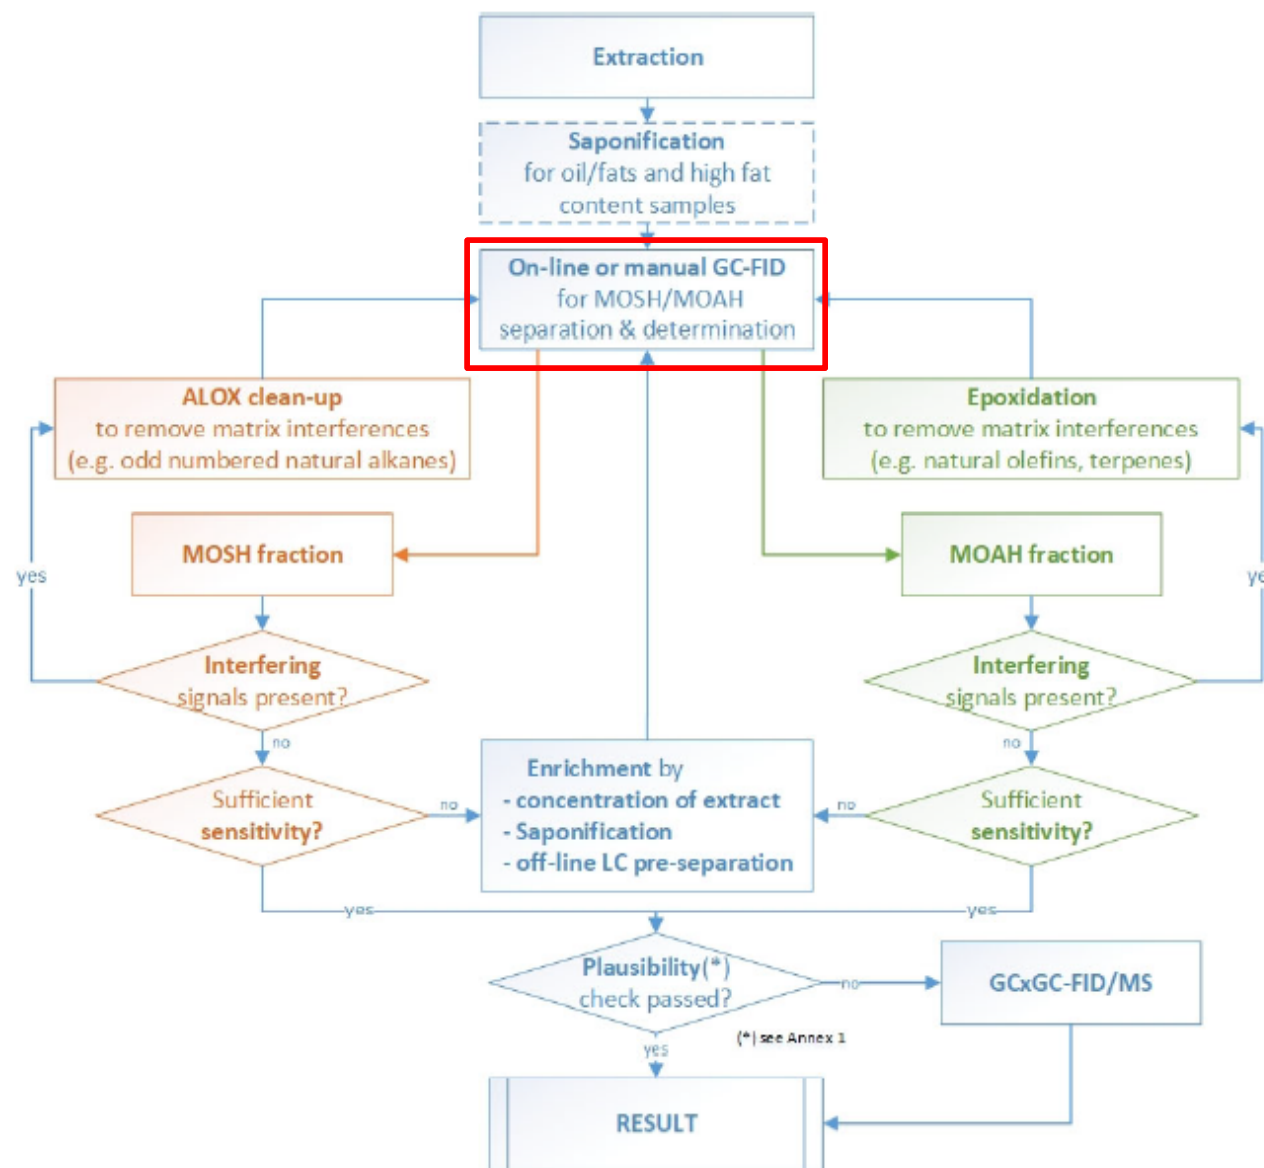 Extraction
Saponification
for oil/fats and high fat
content samples
On-line or manual GC-FID
for MOSH/MOAH
separation & determination
ALOX clean-up
to remove matrix interferences
(e.g. odd numbered natural alkanes)
Epoxidation
to remove matrix interferences
(e.g. natural olefins, terpenes)
MOSH fraction
MOAH fraction
yes
ye
Interfering
signals present?
Interfering
signals present?
no
no
Sufficient
sensitivity?
no
Enrichment by
- concentration of extract
- Saponification
- off-line LC pre-separation
no
Sufficient
sensitivity?
yes
yes
Plausibility(*)
check passed?
no
GCxGC-FID/MS
(*) see Annex 1
yes
RESULT